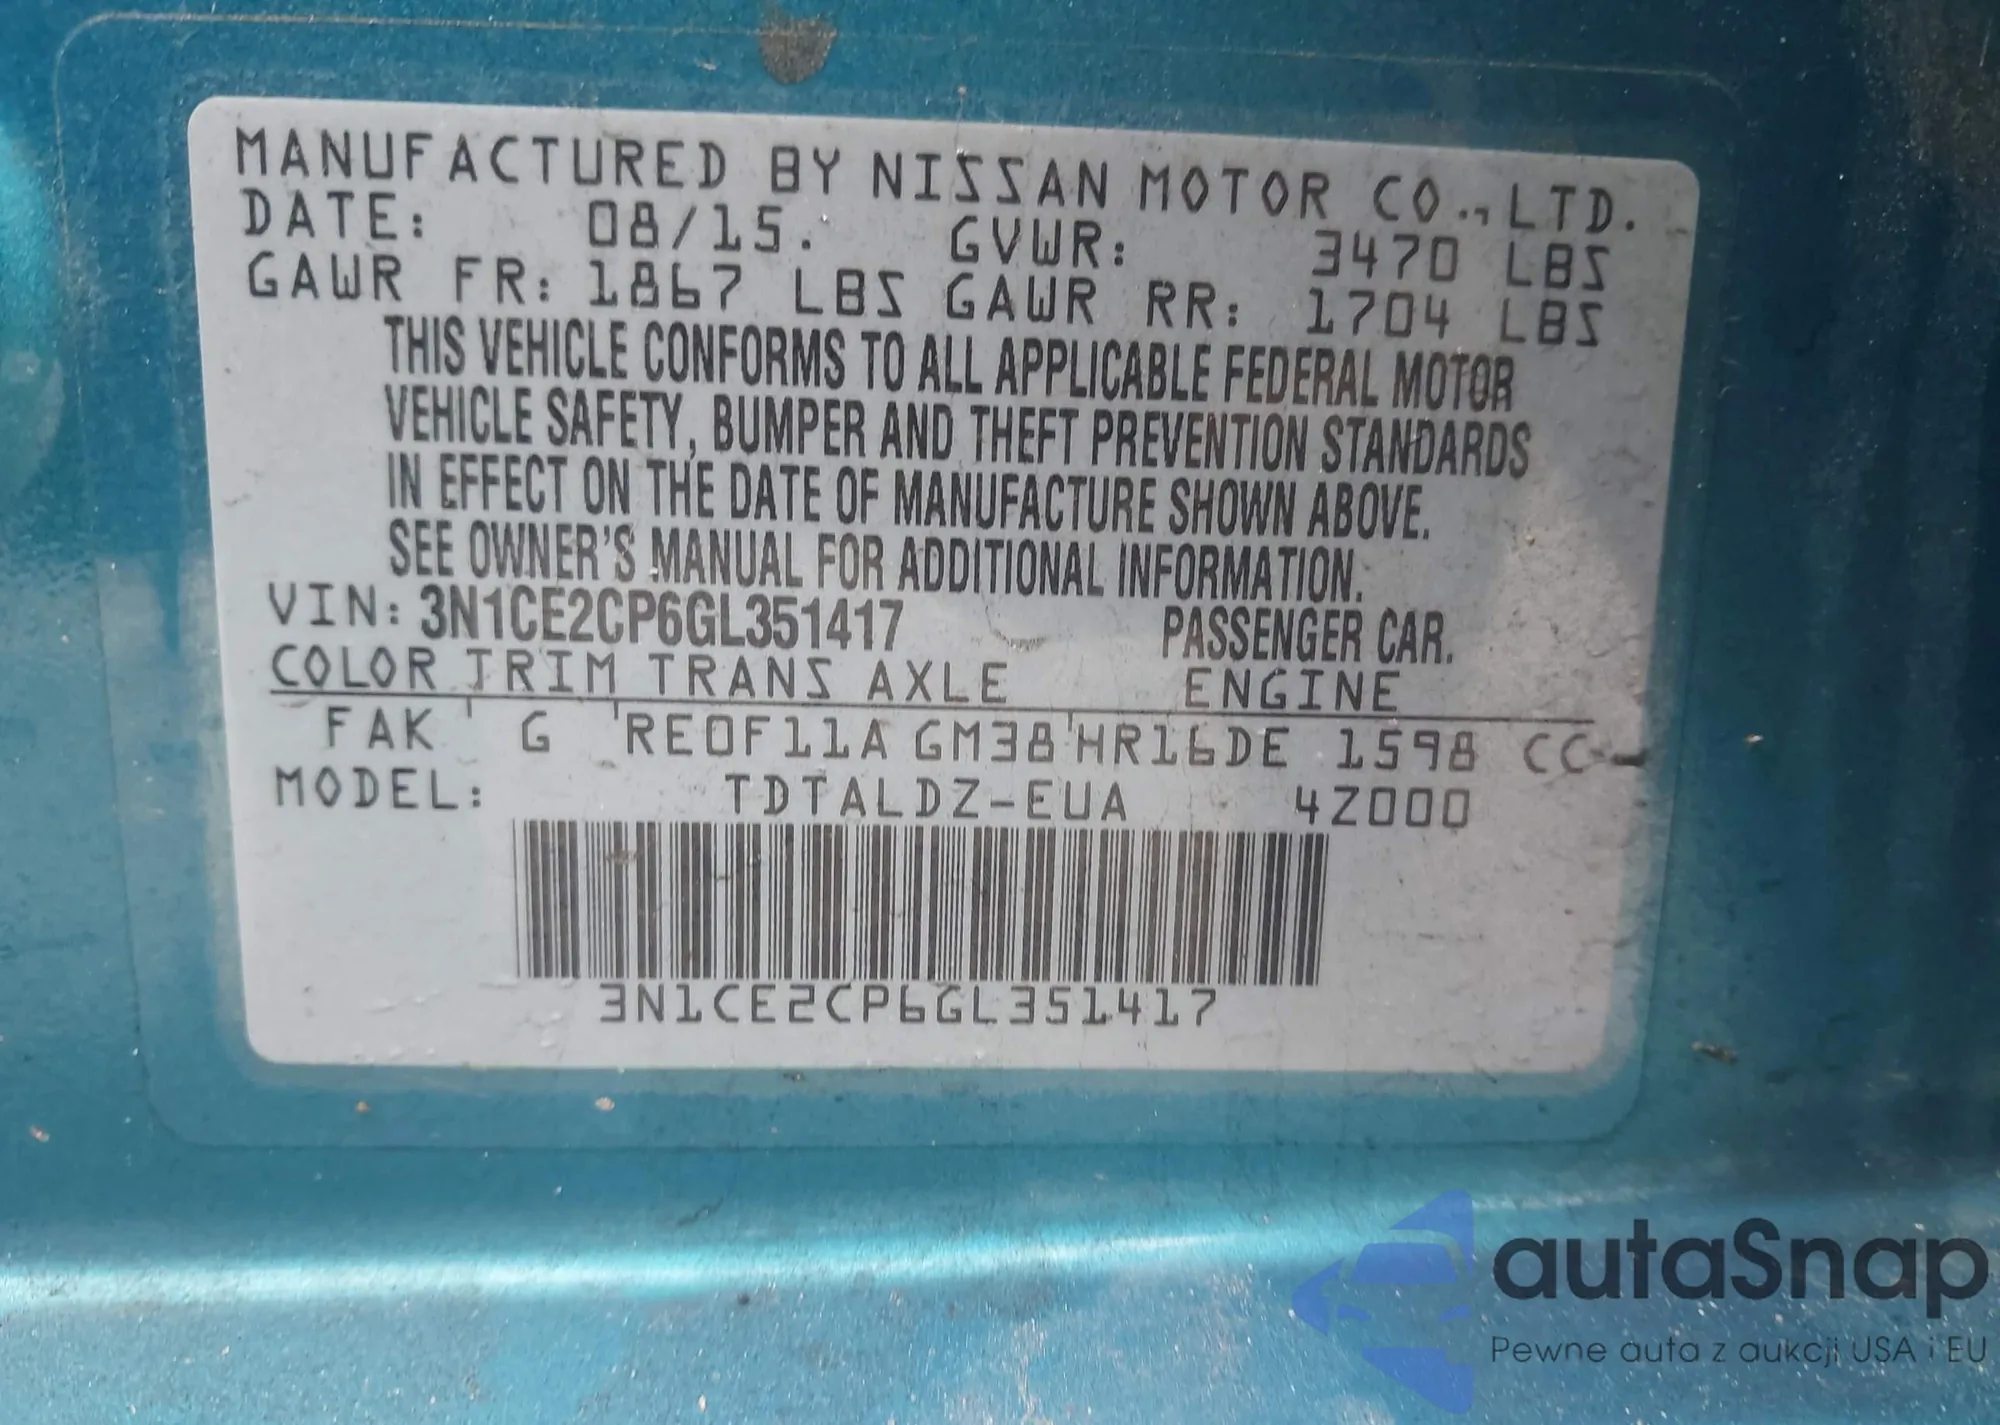 MANUFACTURED BY NISSAN MOTOR CO., LTD.
DATE: 08/15. GVWR: 3470 LBS
GAWR FR: 1867 LBS GAWR RR: 1704 LBS
THIS VEHICLE CONFORMS TO ALL APPLICABLE FEDERAL MOTOR
VEHICLE SAFETY, BUMPER AND THEFT PREVENTION STANDARDS
IN EFFECT ON THE DATE OF MANUFACTURE SHOWN ABOVE.
SEE OWNER'S MANUAL FOR ADDITIONAL INFORMATION.
VIN: 3N1CE2CP6GL351417 PASSENGER CAR.
COLOR TRIM TRANS AXLE ENGINE
FAK G RE0F11A GM38 HR16DE 1598 CC
MODEL: TDTALDZ-EUA 4Z000
3N1CE2CP6GL351417
autaSnap
Pewne auta z aukcji USA i EU